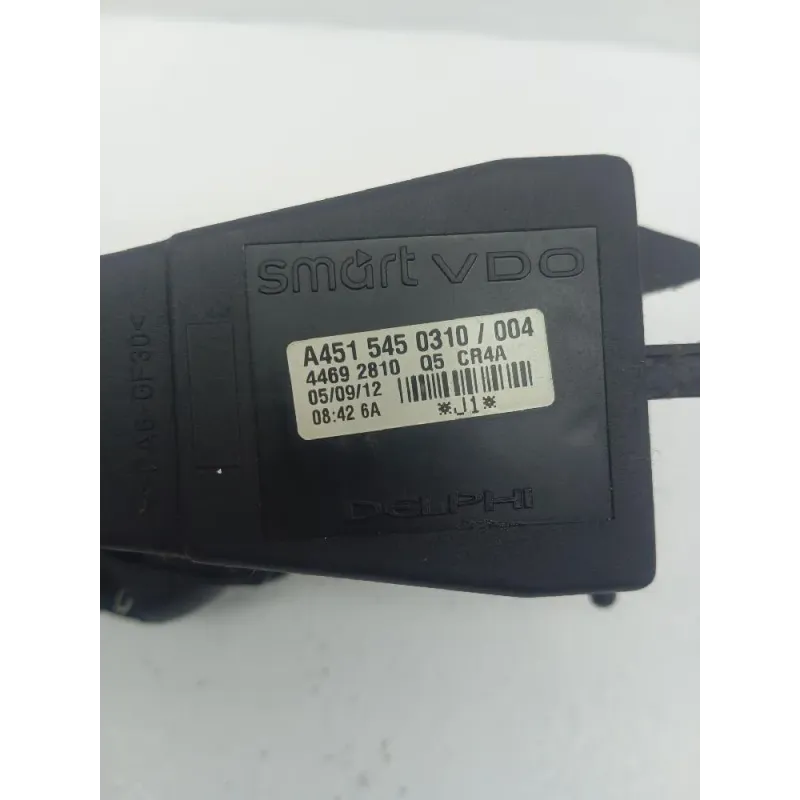 smart VDO
A451 545 0310 / 004
4469 2810 Q5 CR4A
05/09/12
08:42 6A *J1*
DELPHI